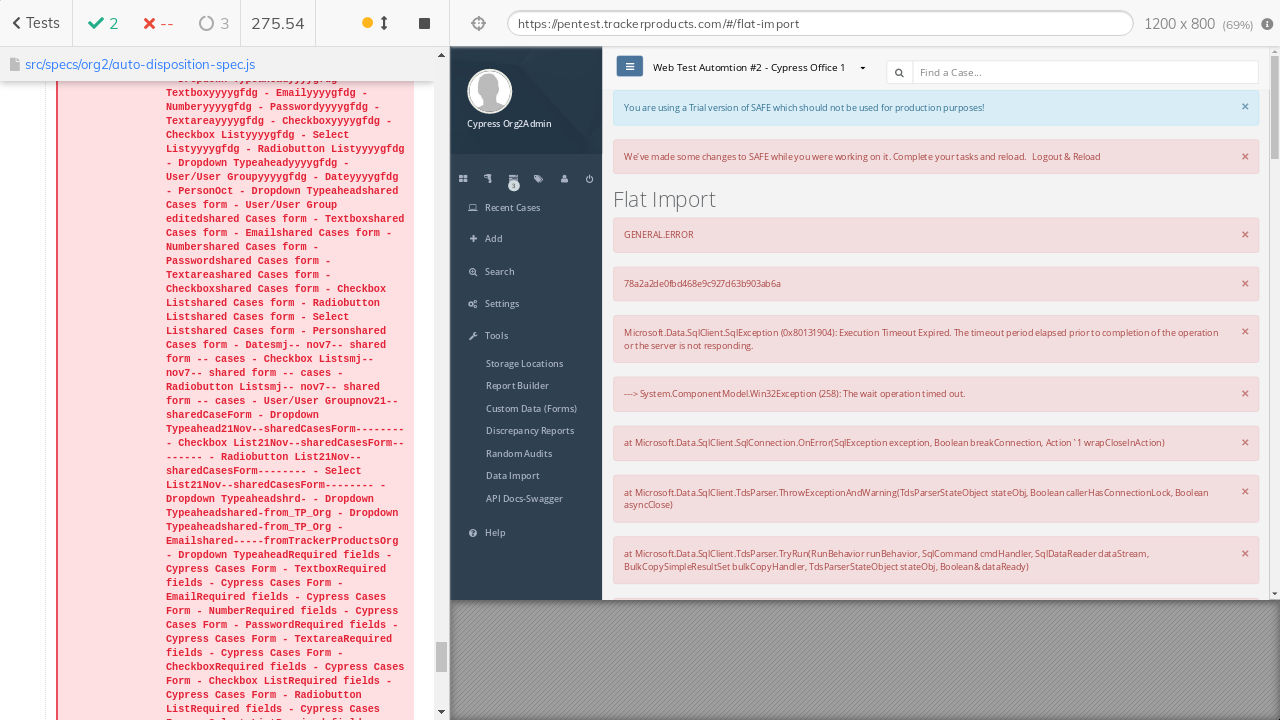 Tests
2
--
3
275.54
https://pentest.trackerproducts.com/#/flat-import
1200 x 800 (69%)
src/specs/org2/auto-disposition-spec.js
Textboxyyyygfdg - Emailyyyygfdg -
Numberyyyygfdg - Passwordyyyygfdg -
Textareayyyygfdg - Checkboxyyyygfdg -
Checkbox Listyyyygfdg - Select
Listyyyygfdg - Radiobutton Listyyyygfdg
- Dropdown Typeaheadyyyygfdg -
User/User Groupyyyygfdg - Dateyyyygfdg
- PersonOct - Dropdown Typeaheadshared
Cases form - User/User Group
editedshared Cases form - Textboxshared
Cases form - Emailshared Cases form -
Numbershared Cases form -
Passwordshared Cases form -
Textareashared Cases form -
Checkboxshared Cases form - Checkbox
Listshared Cases form - Radiobutton
Listshared Cases form - Select
Listshared Cases form - Personshared
Cases form - Datesmj-- nov7-- shared
form -- cases - Checkbox Listsmj--
nov7-- shared form -- cases -
Radiobutton Listsmj-- nov7-- shared
form -- cases - User/User Groupnov21--
sharedCaseForm - Dropdown
Typeahead21Nov--sharedCasesForm--------
- Checkbox List21Nov--sharedCasesForm--
------ - Radiobutton List21Nov--
sharedCasesForm-------- - Select
List21Nov--sharedCasesForm-------- -
Dropdown Typeaheadshrd- - Dropdown
Typeaheadshared-from_TP_Org - Dropdown
Typeaheadshared-from_TP_Org -
Emailshared-----fromTrackerProductsOrg
- Dropdown TypeaheadRequired fields -
Cypress Cases Form - TextboxRequired
fields - Cypress Cases Form -
EmailRequired fields - Cypress Cases
Form - NumberRequired fields - Cypress
Cases Form - PasswordRequired fields -
Cypress Cases Form - TextareaRequired
fields - Cypress Cases Form -
CheckboxRequired fields - Cypress Cases
Form - Checkbox ListRequired fields -
Cypress Cases Form - Radiobutton
ListRequired fields - Cypress Cases
Cypress Org2Admin
3
Recent Cases
Add
Search
Settings
Tools
Storage Locations
Report Builder
Custom Data (Forms)
Discrepancy Reports
Random Audits
Data Import
API Docs-Swagger
Help
Web Test Automtion #2 - Cypress Office 1
Find a Case...
You are using a Trial version of SAFE which should not be used for production purposes! ×
We've made some changes to SAFE while you were working on it. Complete your tasks and reload. Logout & Reload ×
Flat Import
GENERAL.ERROR ×
78a2a2de0fbd468e9c927d63b903ab6a ×
Microsoft.Data.SqlClient.SqlException (0x80131904): Execution Timeout Expired. The timeout period elapsed prior to completion of the operation ×
or the server is not responding.
---> System.ComponentModel.Win32Exception (258): The wait operation timed out. ×
at Microsoft.Data.SqlClient.SqlConnection.OnError(SqlException exception, Boolean breakConnection, Action`1 wrapCloseInAction) ×
at Microsoft.Data.SqlClient.TdsParser.ThrowExceptionAndWarning(TdsParserStateObject stateObj, Boolean callerHasConnectionLock, Boolean ×
asyncClose)
at Microsoft.Data.SqlClient.TdsParser.TryRun(RunBehavior runBehavior, SqlCommand cmdHandler, SqlDataReader dataStream, ×
BulkCopySimpleResultSet bulkCopyHandler, TdsParserStateObject stateObj, Boolean& dataReady)